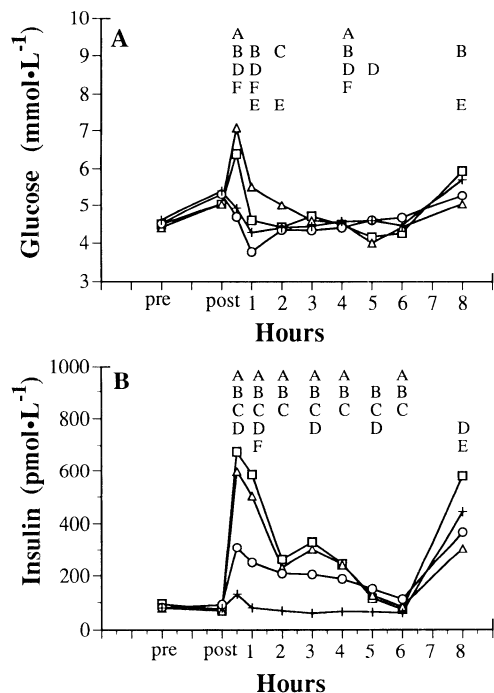 A
10
9
8
7
6
5
4
3
Glucose (mmol•L⁻¹)
A
B B C
D D
F F
E E
A
B
D D
F
B
E
pre post 1 2 3 4 5 6 7 8
Hours
B
1000
800
600
400
200
0
Insulin (pmol•L⁻¹)
A A A A A A
B B B B B B B
C C C C C C C
D D D D
F
D
E
pre post 1 2 3 4 5 6 7 8
Hours